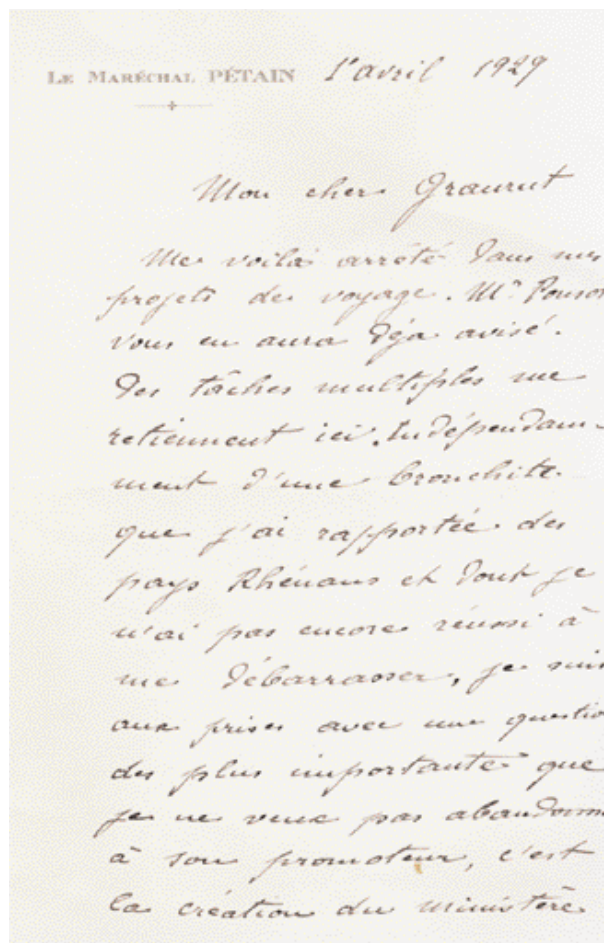 LE MARÉCHAL PÉTAIN 1er avril 1929
Mon cher Graurut
Me voilà arrêté dans mes
projets de voyage. Mr Ponson
vous en aura déjà avisé.
Des tâches multiples me
retiennent ici. Indépendam-
ment d'une bronchite
que j'ai rapportée des
pays Rhénans et dont je
n'ai pas encore réussi à
me débarrasser, je suis
aux prises avec une question
des plus importante que
je ne veux pas abandonner
à son promoteur, c'est
la création du ministère